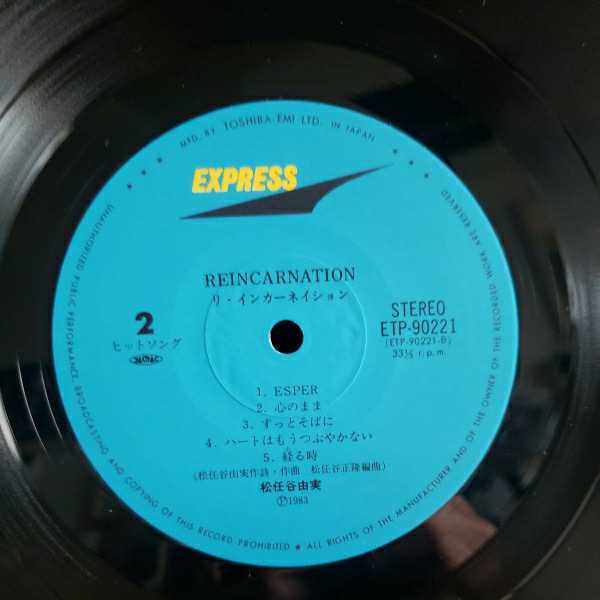 MFD. BY TOSHIBA EMI LTD. IN JAPAN
EXPRESS
REINCARNATION
リ・インカーネイション
2
ヒットソング
STEREO
ETP-90221
(ETP-90221-B)
33⅓ r.p.m.
1. ESPER
2. 心のまま
3. ずっとそばに
4. ハートはもうつぶやかない
5. 経る時
(松任谷由実作詩・作曲 松任谷正隆編曲)
松任谷由実
Ⓟ1983
UNAUTHORIZED PUBLIC PERFORMANCE, BROADCASTING AND COPYING OF THIS RECORD PROHIBITED ★ ALL RIGHTS OF THE MANUFACTURER AND OF THE OWNER OF THE RECORDED WORK ARE RESERVED